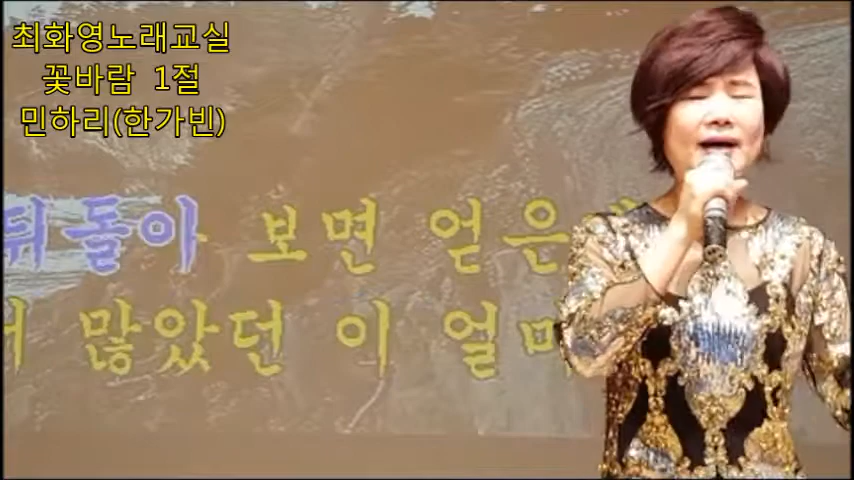 최화영노래교실
꽃바람 1절
민하리(한가빈)
뒤돌아 보면 얻은
많았던 이 얼마